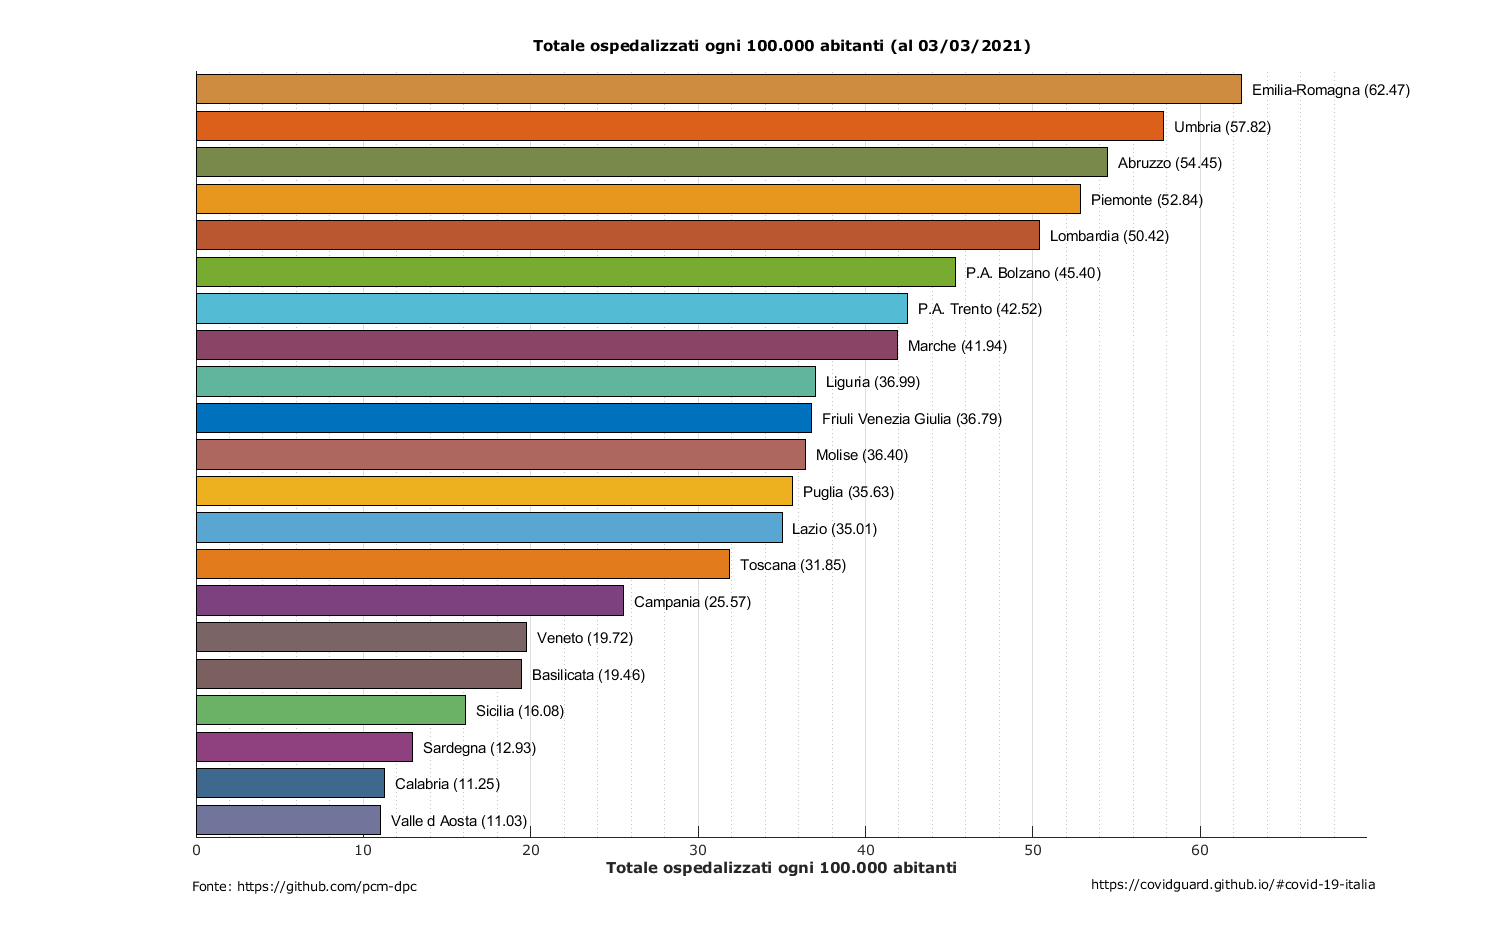 Totale ospedalizzati ogni 100.000 abitanti (al 03/03/2021)
Emilia-Romagna (62.47)
Umbria (57.82)
Abruzzo (54.45)
Piemonte (52.84)
Lombardia (50.42)
P.A. Bolzano (45.40)
P.A. Trento (42.52)
Marche (41.94)
Liguria (36.99)
Friuli Venezia Giulia (36.79)
Molise (36.40)
Puglia (35.63)
Lazio (35.01)
Toscana (31.85)
Campania (25.57)
Veneto (19.72)
Basilicata (19.46)
Sicilia (16.08)
Sardegna (12.93)
Calabria (11.25)
Valle d Aosta (11.03)
0 10 20 30 40 50 60
Totale ospedalizzati ogni 100.000 abitanti
Fonte: https://github.com/pcm-dpc
https://covidguard.github.io/#covid-19-italia